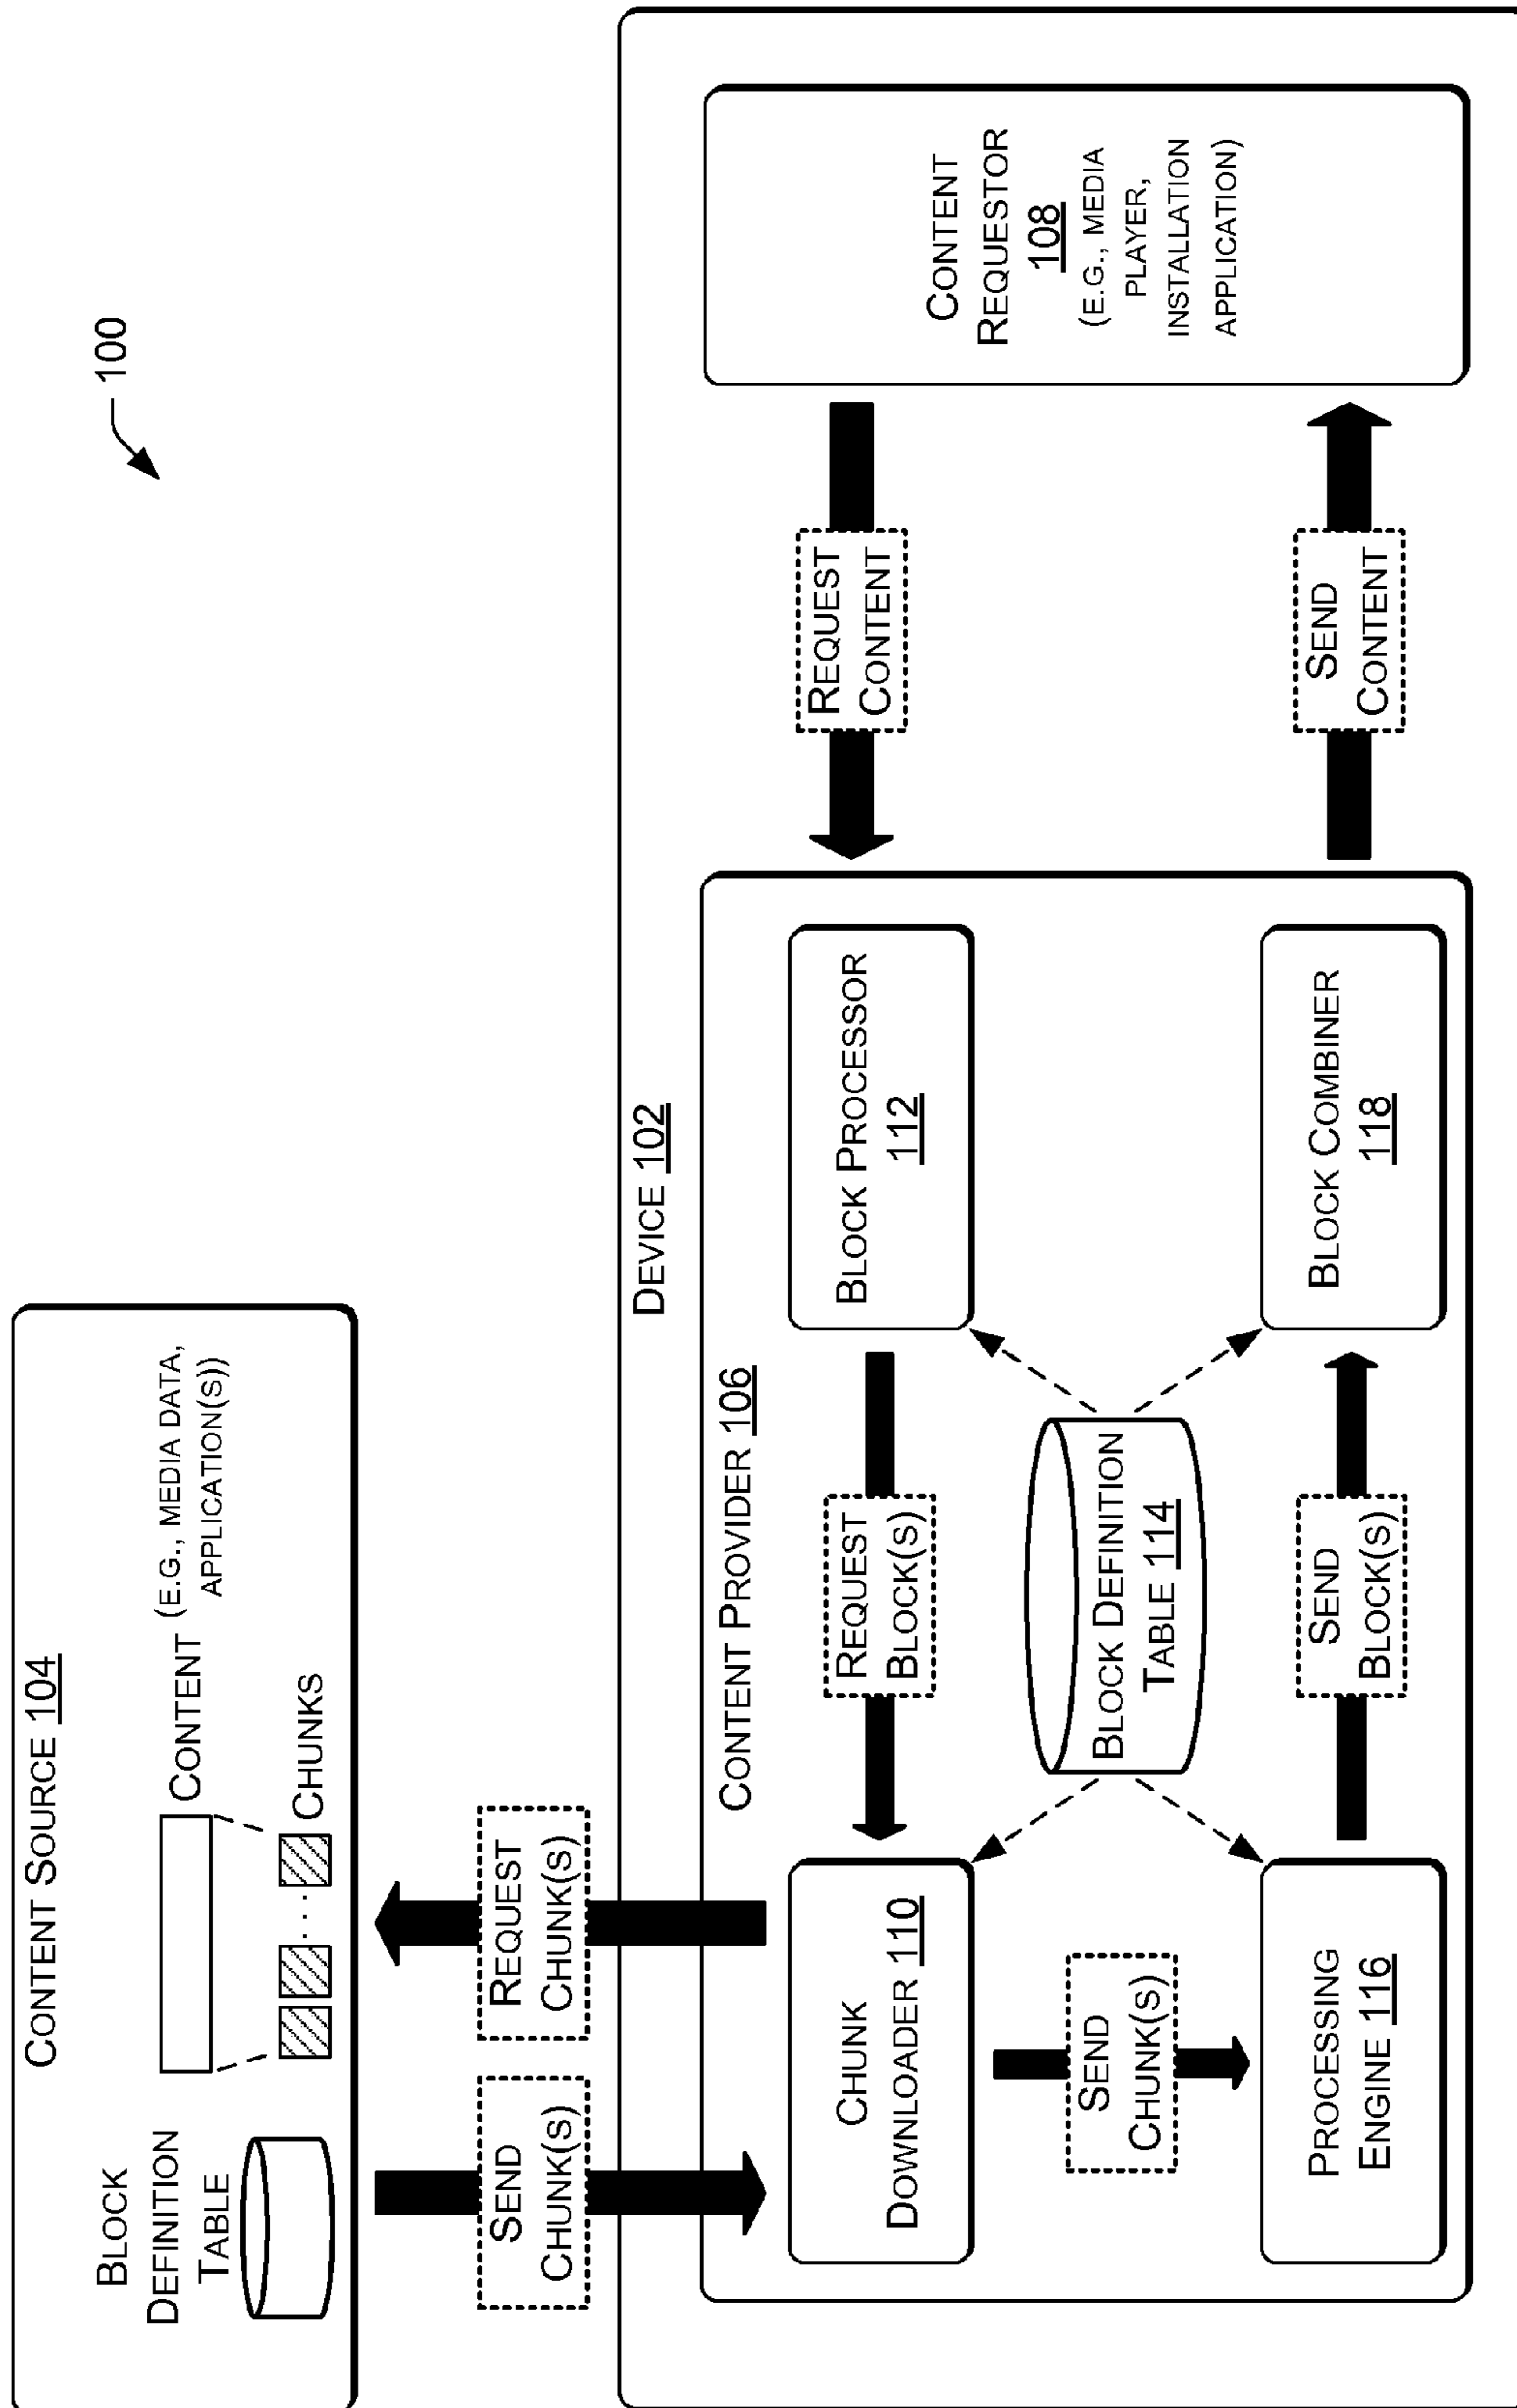 100
CONTENT SOURCE 104
BLOCK
DEFINITION
TABLE
CONTENT
(E.G., MEDIA DATA,
APPLICATION(S))
CHUNKS
SEND
CHUNK(S)
REQUEST
CHUNK(S)
DEVICE 102
CONTENT PROVIDER 106
CHUNK
DOWNLOADER 110
REQUEST
BLOCK(S)
BLOCK PROCESSOR
112
REQUEST
CONTENT
CONTENT
REQUESTOR
108
(E.G., MEDIA
PLAYER,
INSTALLATION
APPLICATION)
SEND
CHUNK(S)
BLOCK DEFINITION
TABLE 114
PROCESSING
ENGINE 116
SEND
BLOCK(S)
BLOCK COMBINER
118
SEND
CONTENT